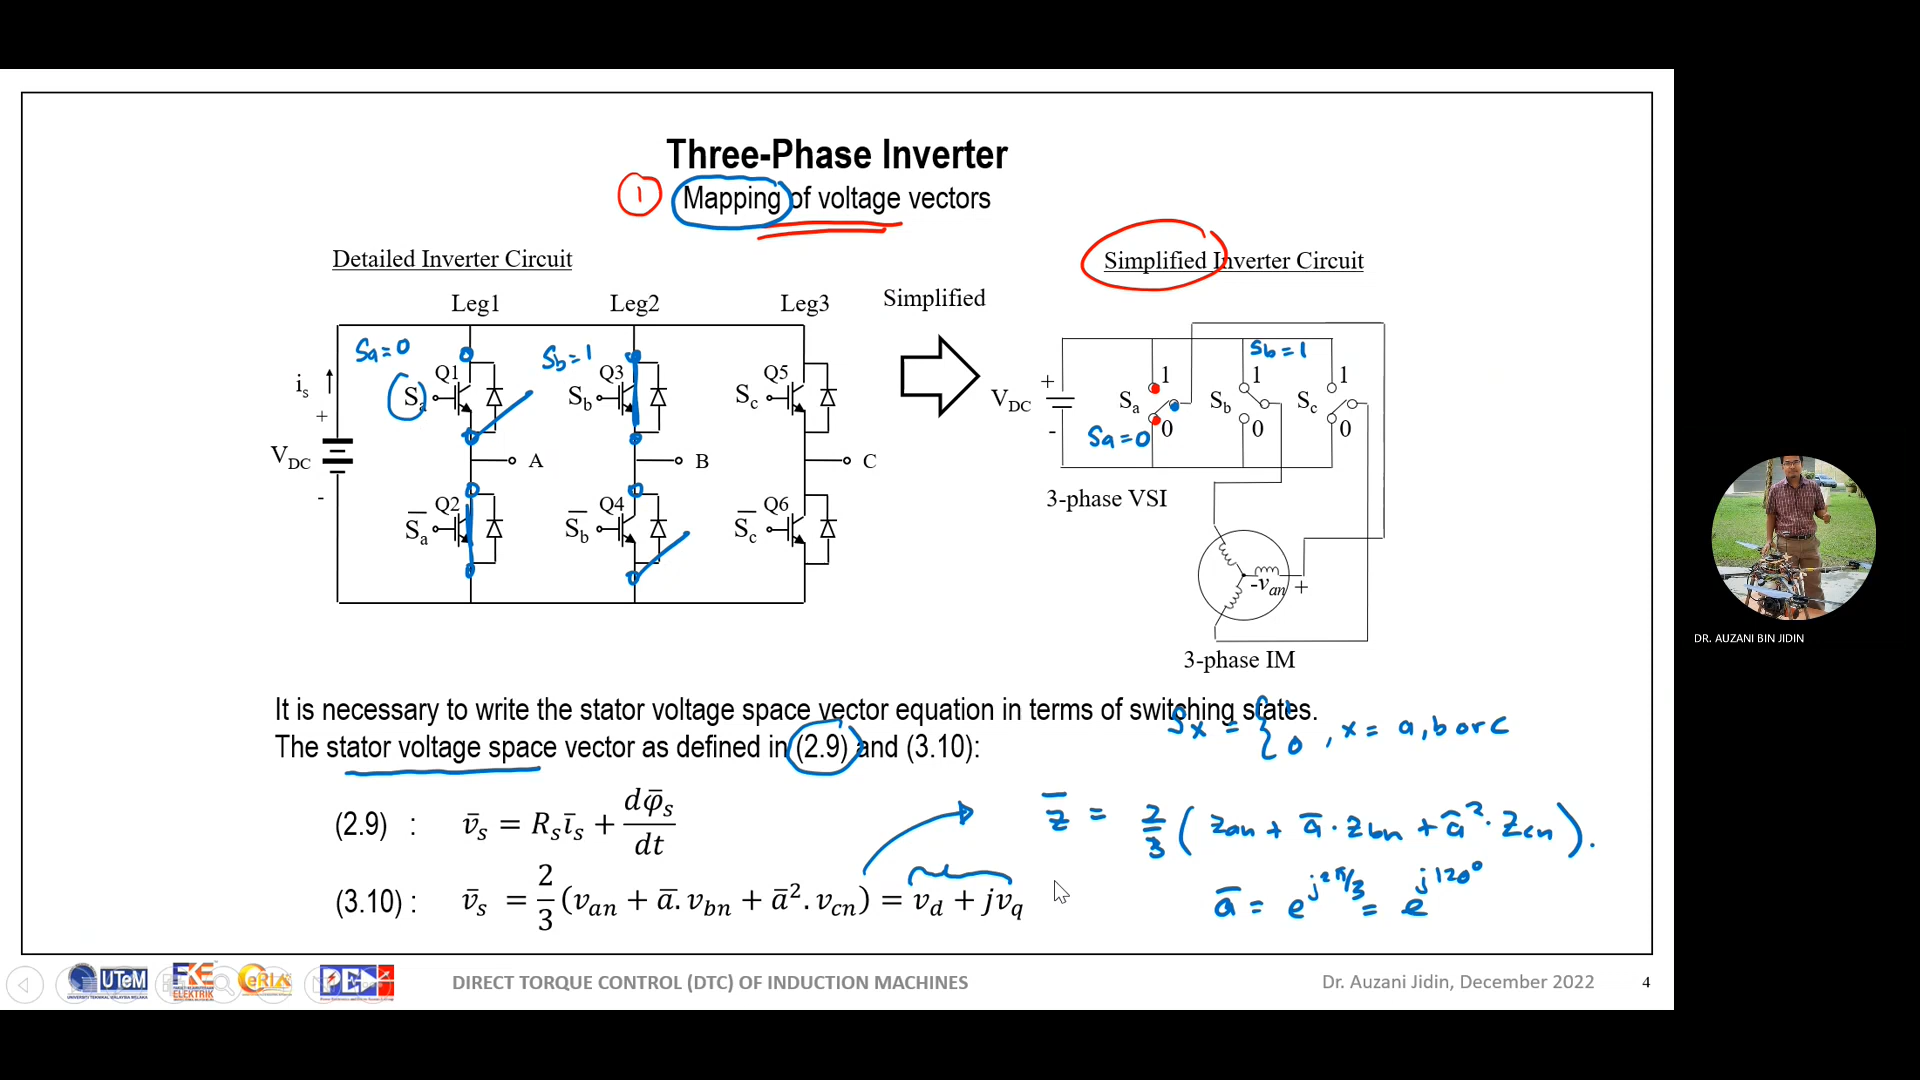 Three-Phase Inverter
1 Mapping of voltage vectors
Detailed Inverter Circuit
Simplified Inverter Circuit
Leg1 Leg2 Leg3
Simplified
Sa=0 Sb=1
Q1 Q3 Q5
is
Sa Sb Sc
+
VDC
-
A B C
Q2 Q4 Q6
S̅a S̅b S̅c
Sb=1
+ 1 1 1
VDC Sa Sb Sc
- 0 0 0
Sa=0
3-phase VSI
-van +
3-phase IM
It is necessary to write the stator voltage space vector equation in terms of switching states.
Sx = { 1 0 , x = a, b or c
The stator voltage space vector as defined in (2.9) and (3.10):
(2.9) : v̅s = Rs i̅s + dφ̅s/dt
z̅ = 2/3 ( zan + a̅ · zbn + a̅² · zcn ).
(3.10) : v̅s = 2/3 (van + a̅. vbn + a̅². vcn) = vd + jvq
a̅ = e^j2π/3 = e^j120°
UTeM FKE ELEKTRIK CeRIA
DIRECT TORQUE CONTROL (DTC) OF INDUCTION MACHINES
Dr. Auzani Jidin, December 2022 4
DR. AUZANI BIN JIDIN